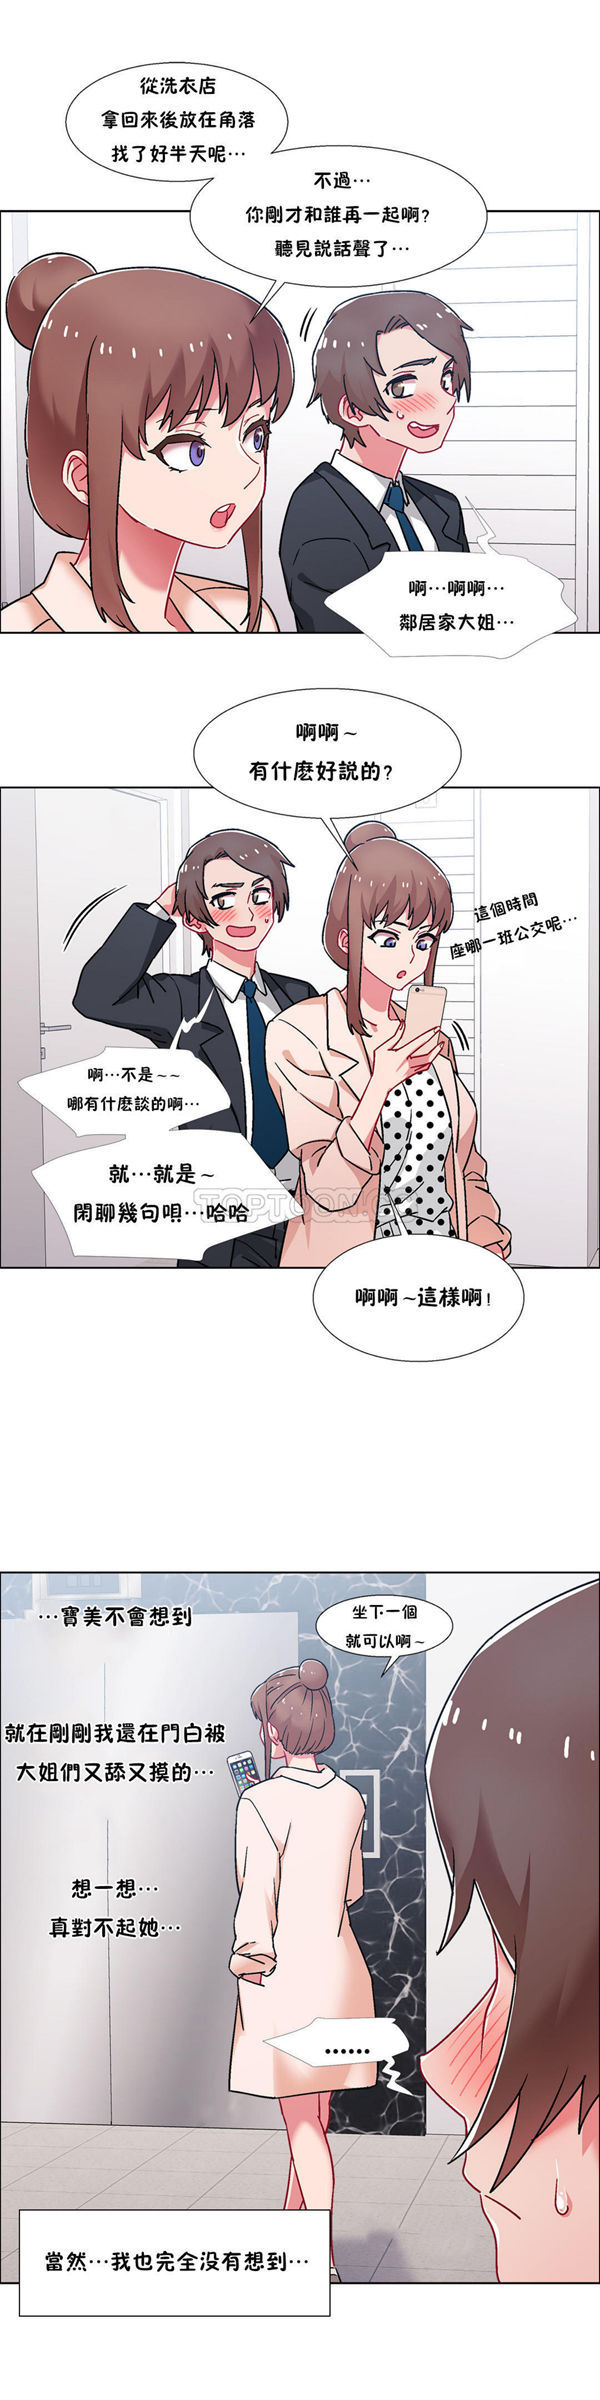 從洗衣店
拿回來後放在角落
找了好半天呢…
不過…
你剛才和誰再一起啊?
聽見説話聲了…
啊…啊啊…
鄰居家大姐…
啊啊~
有什麽好説的?
這個時間
座哪一班公交呢…
啊…不是~~
哪有什麽談的啊…
就…就是~
閑聊幾句唄…哈哈
啊啊~這樣啊!
…寶美不會想到
坐下一個
就可以啊~
就在剛剛我還在門白被
大姐們又舔又摸的…
想一想…
真對不起她…
……
當然…我也完全没有想到…